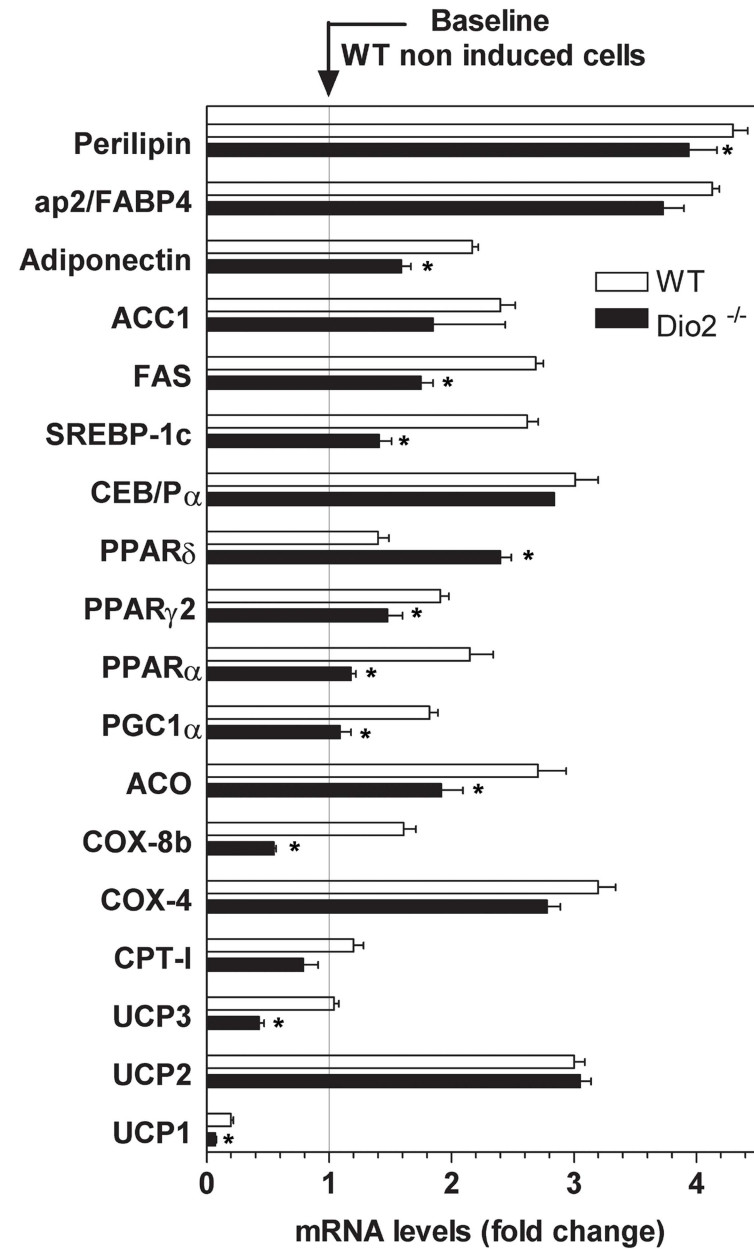 Baseline
WT non induced cells
Perilipin
*
ap2/FABP4
Adiponectin
*
WT
ACC1
Dio2 -/-
FAS
*
SREBP-1c
*
CEB/Pα
PPARδ
*
PPARγ2
*
PPARα
*
PGC1α
*
ACO
*
COX-8b
*
COX-4
CPT-I
UCP3
*
UCP2
UCP1
*
0 1 2 3 4
mRNA levels (fold change)